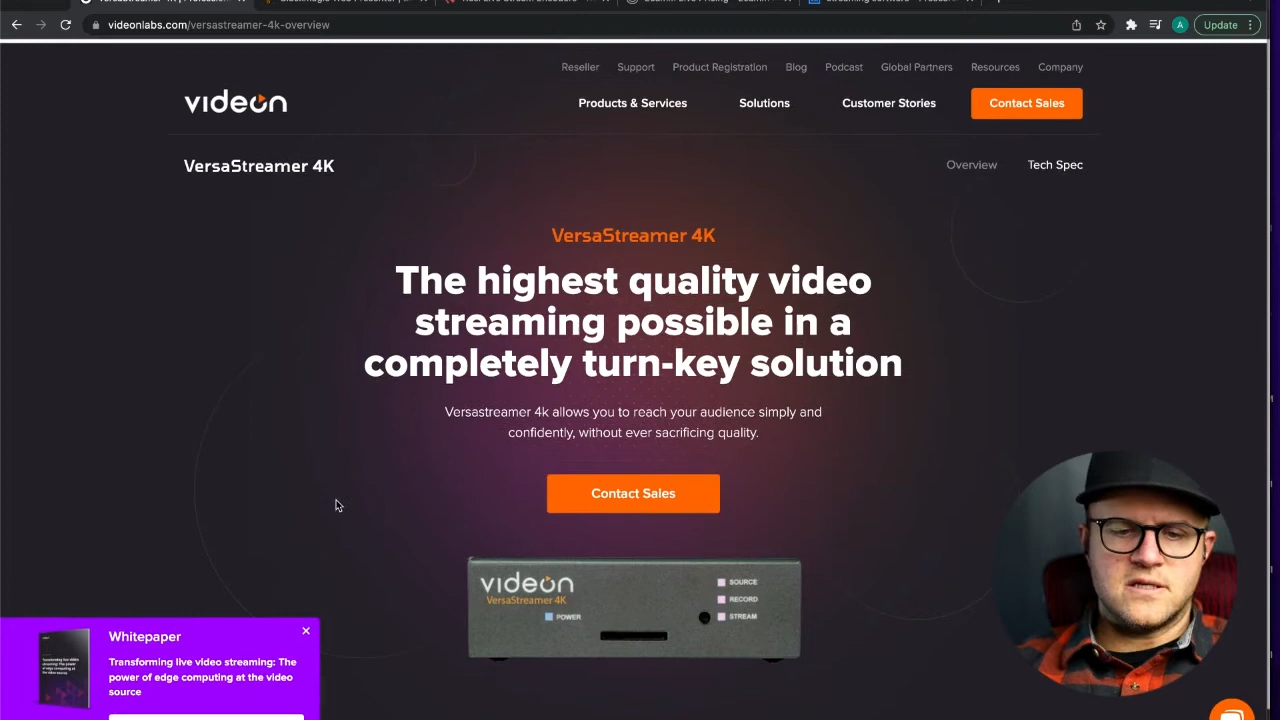 videonlabs.com/versastreamer-4k-overview
A
Update
Reseller
Support
Product Registration
Blog
Podcast
Global Partners
Resources
Company
videon
Products & Services
Solutions
Customer Stories
Contact Sales
VersaStreamer 4K
Overview
Tech Spec
VersaStreamer 4K
The highest quality video
streaming possible in a
completely turn-key solution
Versastreamer 4k allows you to reach your audience simply and
confidently, without ever sacrificing quality.
Contact Sales
videon
VersaStreamer 4K
POWER
SOURCE
RECORD
STREAM
Whitepaper
Transforming live video streaming: The
power of edge computing at the video
source